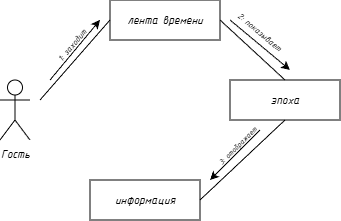 лента времени
1: заходит
2: показывает
эпоха
Гость
3: отображает
информация